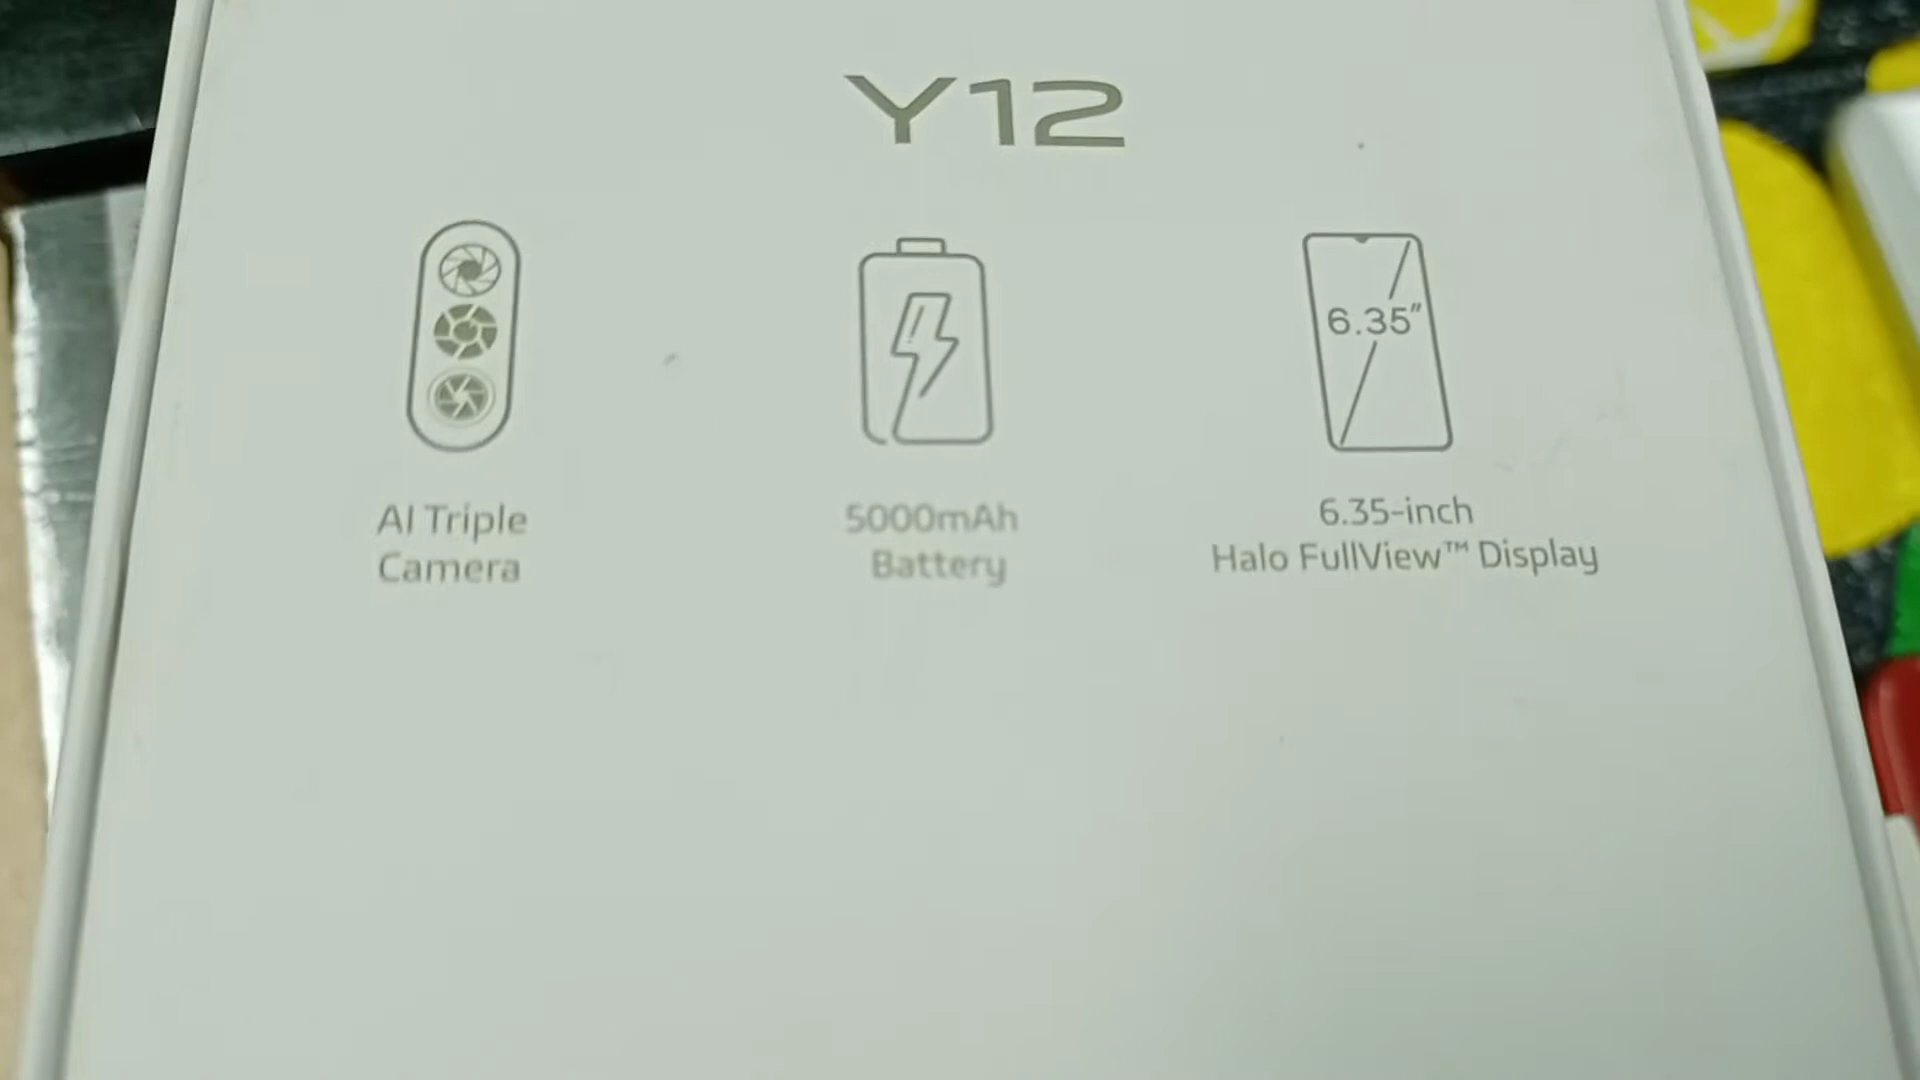 Y12
6.35"
AI Triple
Camera
5000mAh
Battery
6.35-inch
Halo FullView™ Display